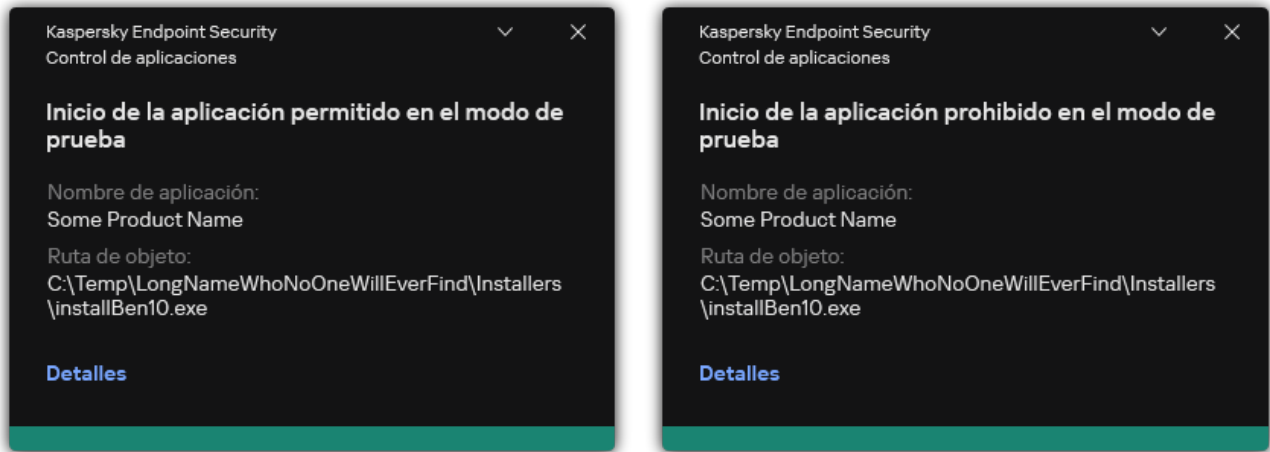 Kaspersky Endpoint Security
Control de aplicaciones
Inicio de la aplicación permitido en el modo de
prueba
Nombre de aplicación:
Some Product Name
Ruta de objeto:
C:\Temp\LongNameWhoNoOneWillEverFind\Installers
\installBen10.exe
Detalles
Kaspersky Endpoint Security
Control de aplicaciones
Inicio de la aplicación prohibido en el modo de
prueba
Nombre de aplicación:
Some Product Name
Ruta de objeto:
C:\Temp\LongNameWhoNoOneWillEverFind\Installers
\installBen10.exe
Detalles